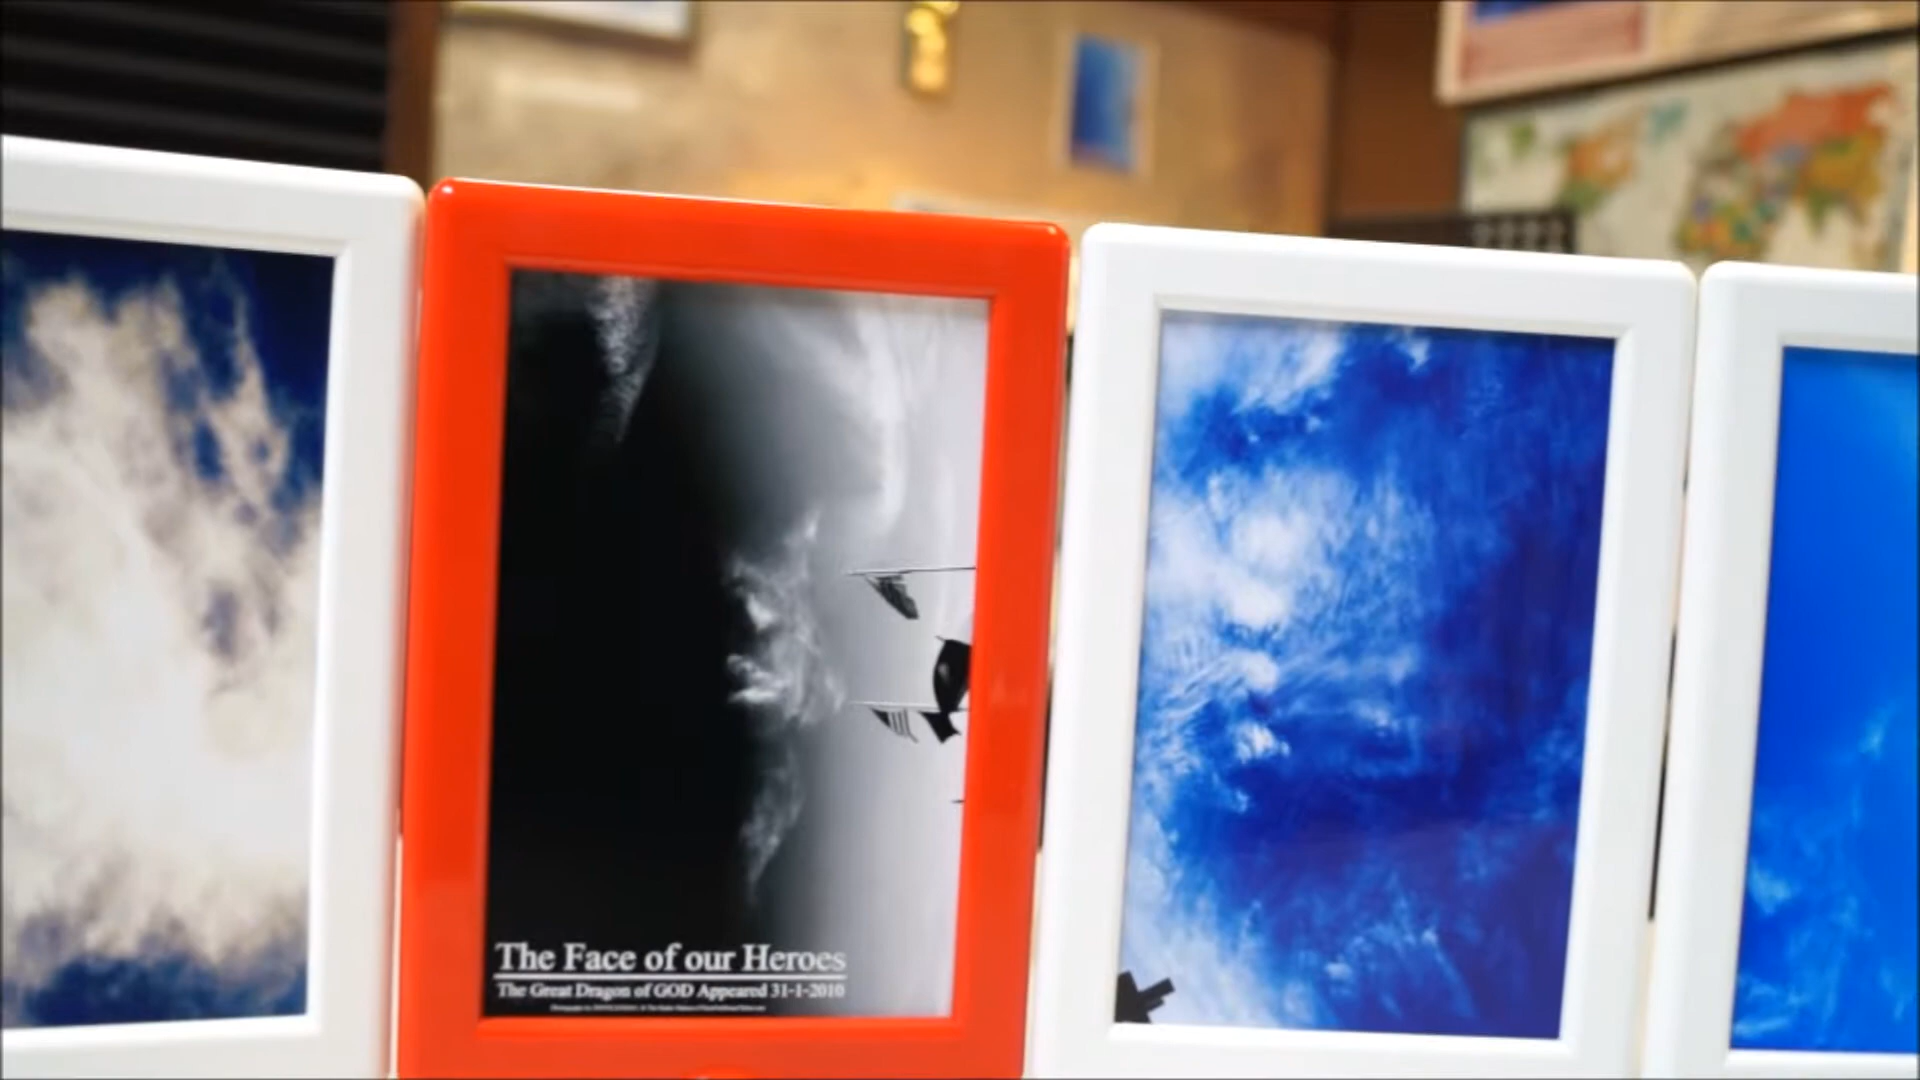 The Face of our Heroes
The Great Dragon of GOD Appeared 31-1-2010